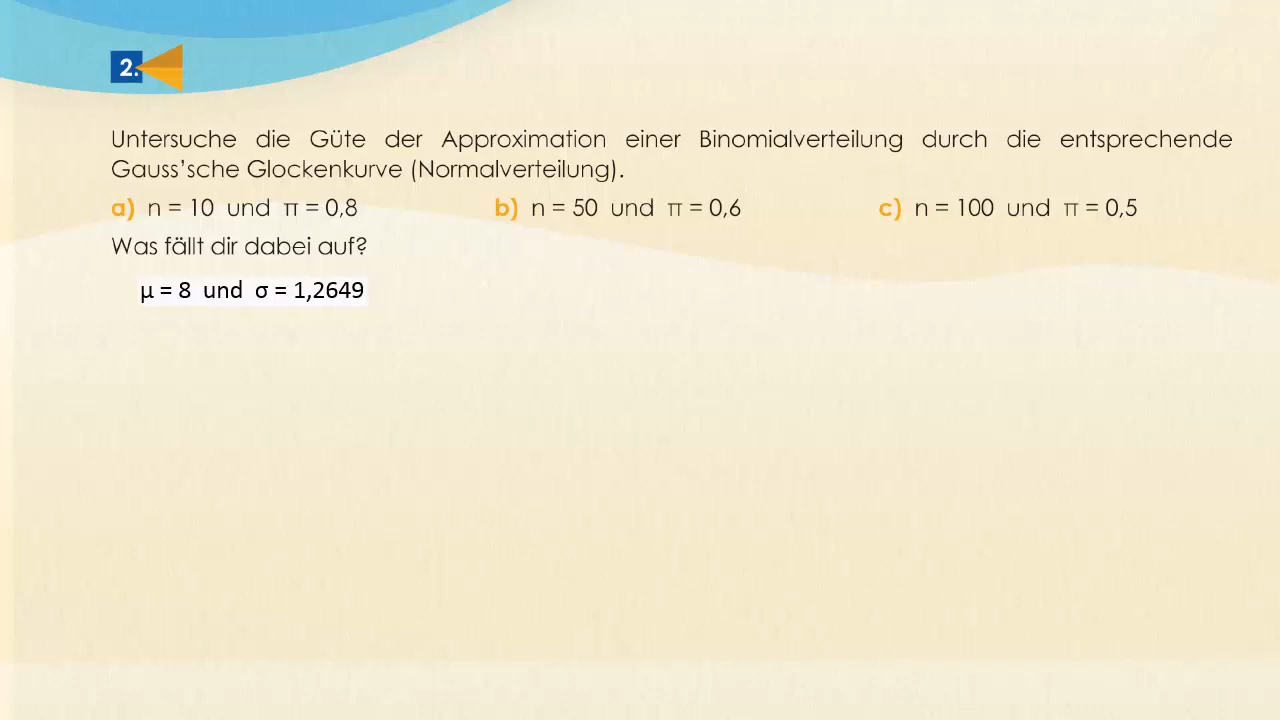 2.
Untersuche die Güte der Approximation einer Binomialverteilung durch die entsprechende
Gauss’sche Glockenkurve (Normalverteilung).
a) n = 10 und π = 0,8 b) n = 50 und π = 0,6 c) n = 100 und π = 0,5
Was fällt dir dabei auf?
μ = 8 und σ = 1,2649